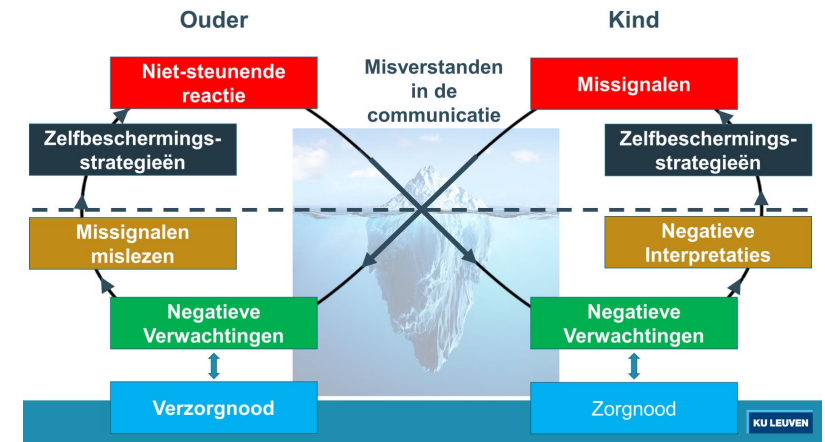 Ouder
Kind
Niet-steunende
reactie
Misverstanden
in de
communicatie
Missignalen
Zelfbeschermings-
strategieën
Zelfbeschermings-
strategieën
Missignalen
mislezen
Negatieve
Interpretaties
Negatieve
Verwachtingen
Negatieve
Verwachtingen
Verzorgnood
Zorgnood
KU LEUVEN